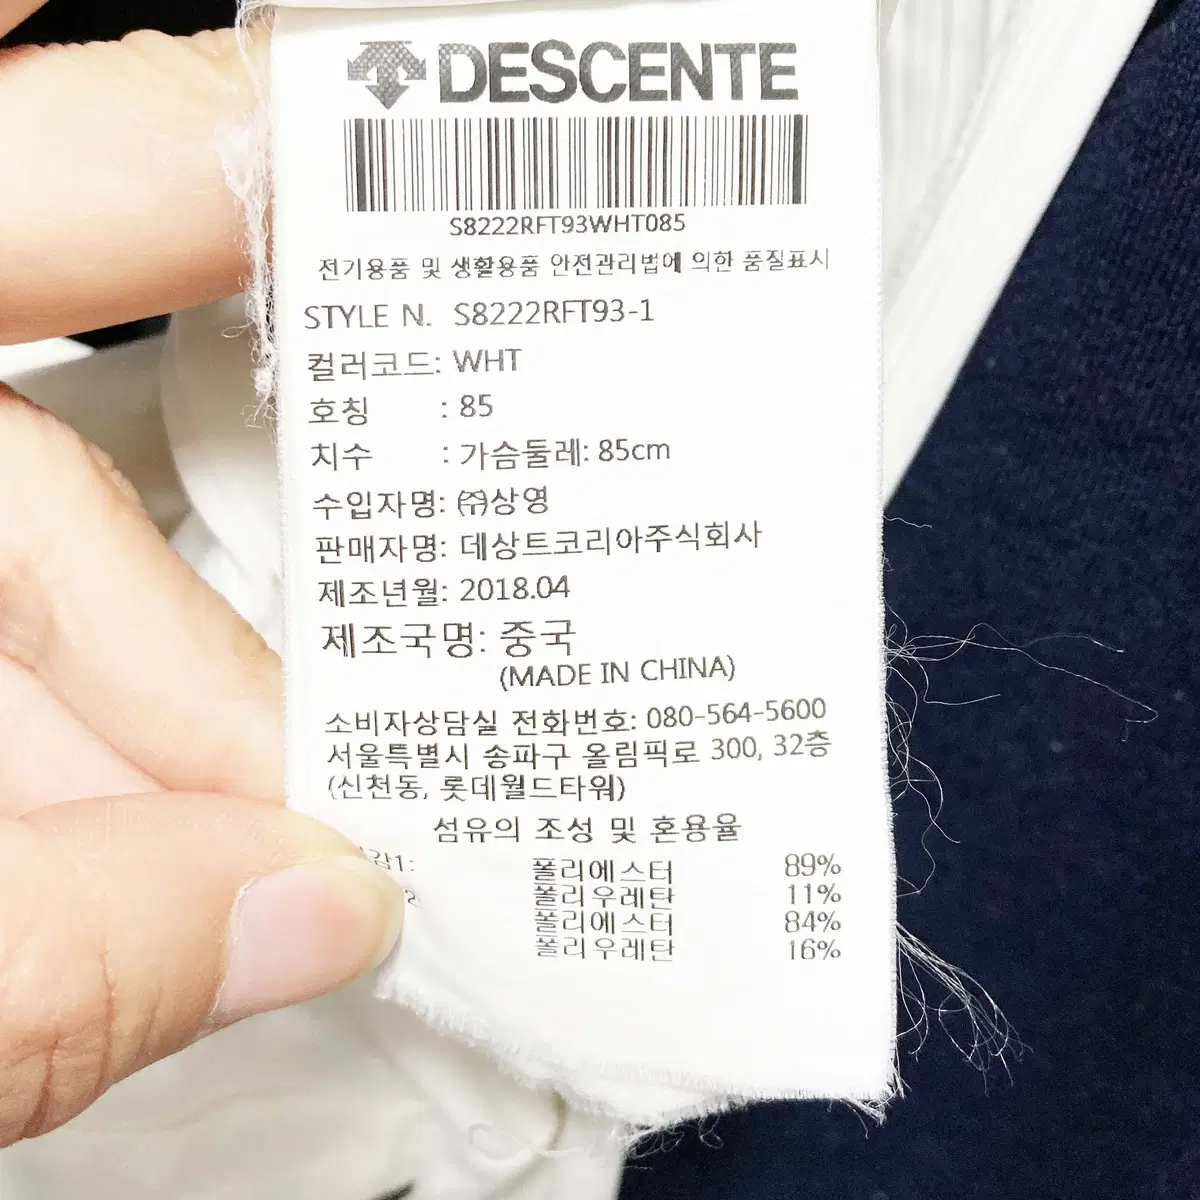 DESCENTE
S8222RFT93WHT085
전기용품 및 생활용품 안전관리법에 의한 품질표시
STYLE N. S8222RFT93-1
컬러코드: WHT
호칭 : 85
치수 : 가슴둘레: 85cm
수입자명: ㈜상영
판매자명: 데상트코리아주식회사
제조년월: 2018.04
제조국명: 중국
(MADE IN CHINA)
소비자상담실 전화번호: 080-564-5600
서울특별시 송파구 올림픽로 300, 32층
(신천동, 롯데월드타워)
섬유의 조성 및 혼용율
폴리에스터 89%
폴리우레탄 11%
폴리에스터 84%
폴리우레탄 16%